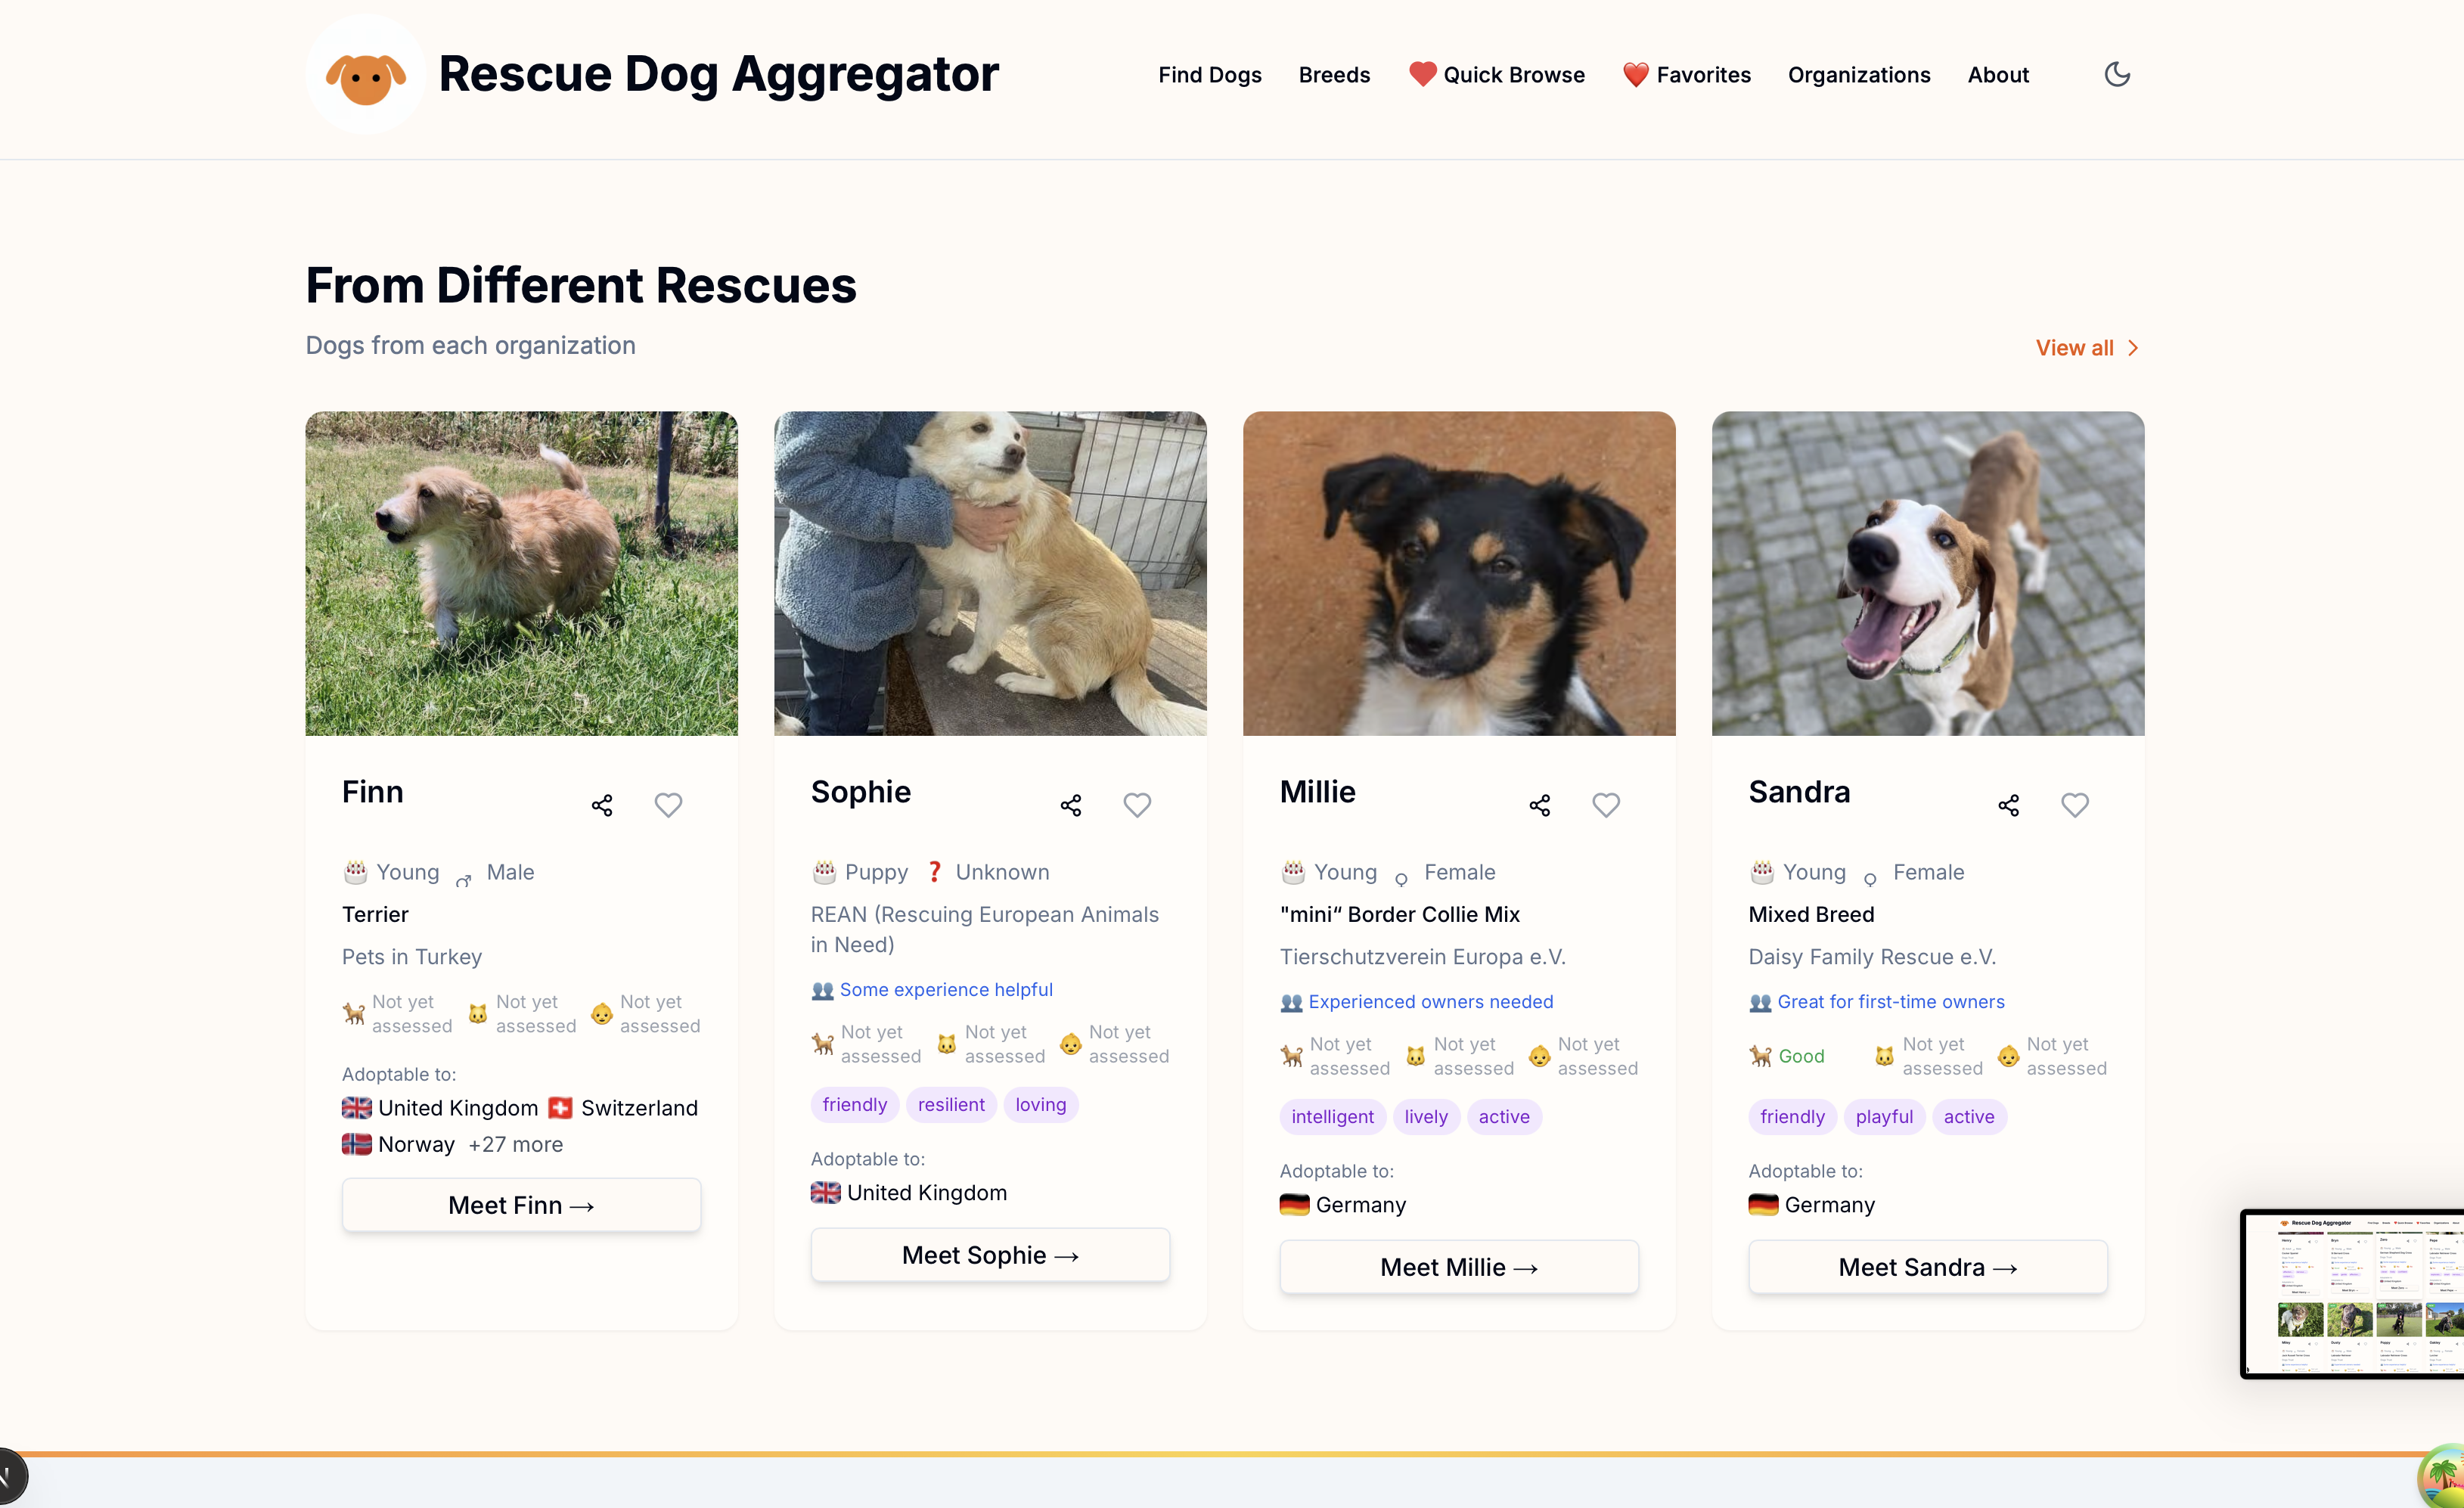 Rescue Dog Aggregator
Find Dogs
Breeds
❤️ Quick Browse
❤️ Favorites
Organizations
About
From Different Rescues
Dogs from each organization
View all
Finn
🎂 Young ♂ Male
Terrier
Pets in Turkey
🐕 Not yet assessed 🐱 Not yet assessed 👶 Not yet assessed
Adoptable to:
🇬🇧 United Kingdom 🇨🇭 Switzerland
🇳🇴 Norway +27 more
Meet Finn →
Sophie
🎂 Puppy ❓ Unknown
REAN (Rescuing European Animals
in Need)
👥 Some experience helpful
🐕 Not yet assessed 🐱 Not yet assessed 👶 Not yet assessed
friendly resilient loving
Adoptable to:
🇬🇧 United Kingdom
Meet Sophie →
Millie
🎂 Young ♀ Female
"mini“ Border Collie Mix
Tierschutzverein Europa e.V.
👥 Experienced owners needed
🐕 Not yet assessed 🐱 Not yet assessed 👶 Not yet assessed
intelligent lively active
Adoptable to:
🇩🇪 Germany
Meet Millie →
Sandra
🎂 Young ♀ Female
Mixed Breed
Daisy Family Rescue e.V.
👥 Great for first-time owners
🐕 Good 🐱 Not yet assessed 👶 Not yet assessed
friendly playful active
Adoptable to:
🇩🇪 Germany
Meet Sandra →
Rescue Dog Aggregator